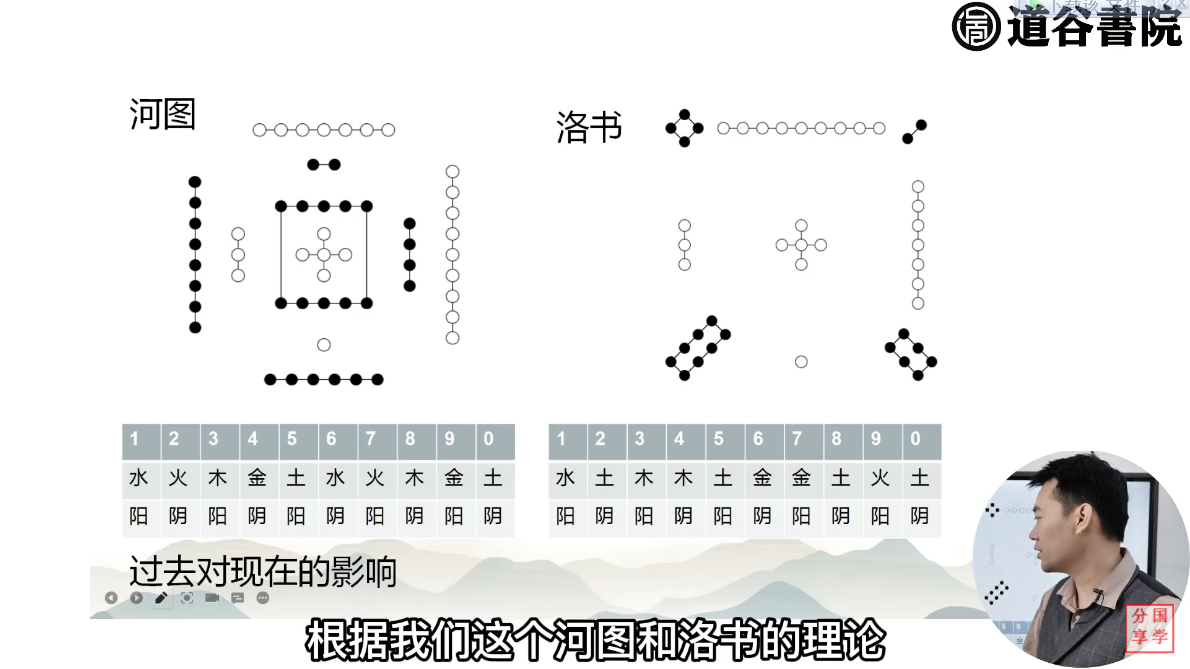 道谷書院
河图
洛书
1 2 3 4 5 6 7 8 9 0
水 火 木 金 土 水 火 木 金 土
阳 阴 阳 阴 阳 阴 阳 阴 阳 阴
1 2 3 4 5 6 7 8 9 0
水 土 木 木 土 金 金 土 火 土
阳 阴 阳 阴 阳 阴 阳 阴 阳 阴
过去对现在的影响
根据我们这个河图和洛书的理论
分国
享学